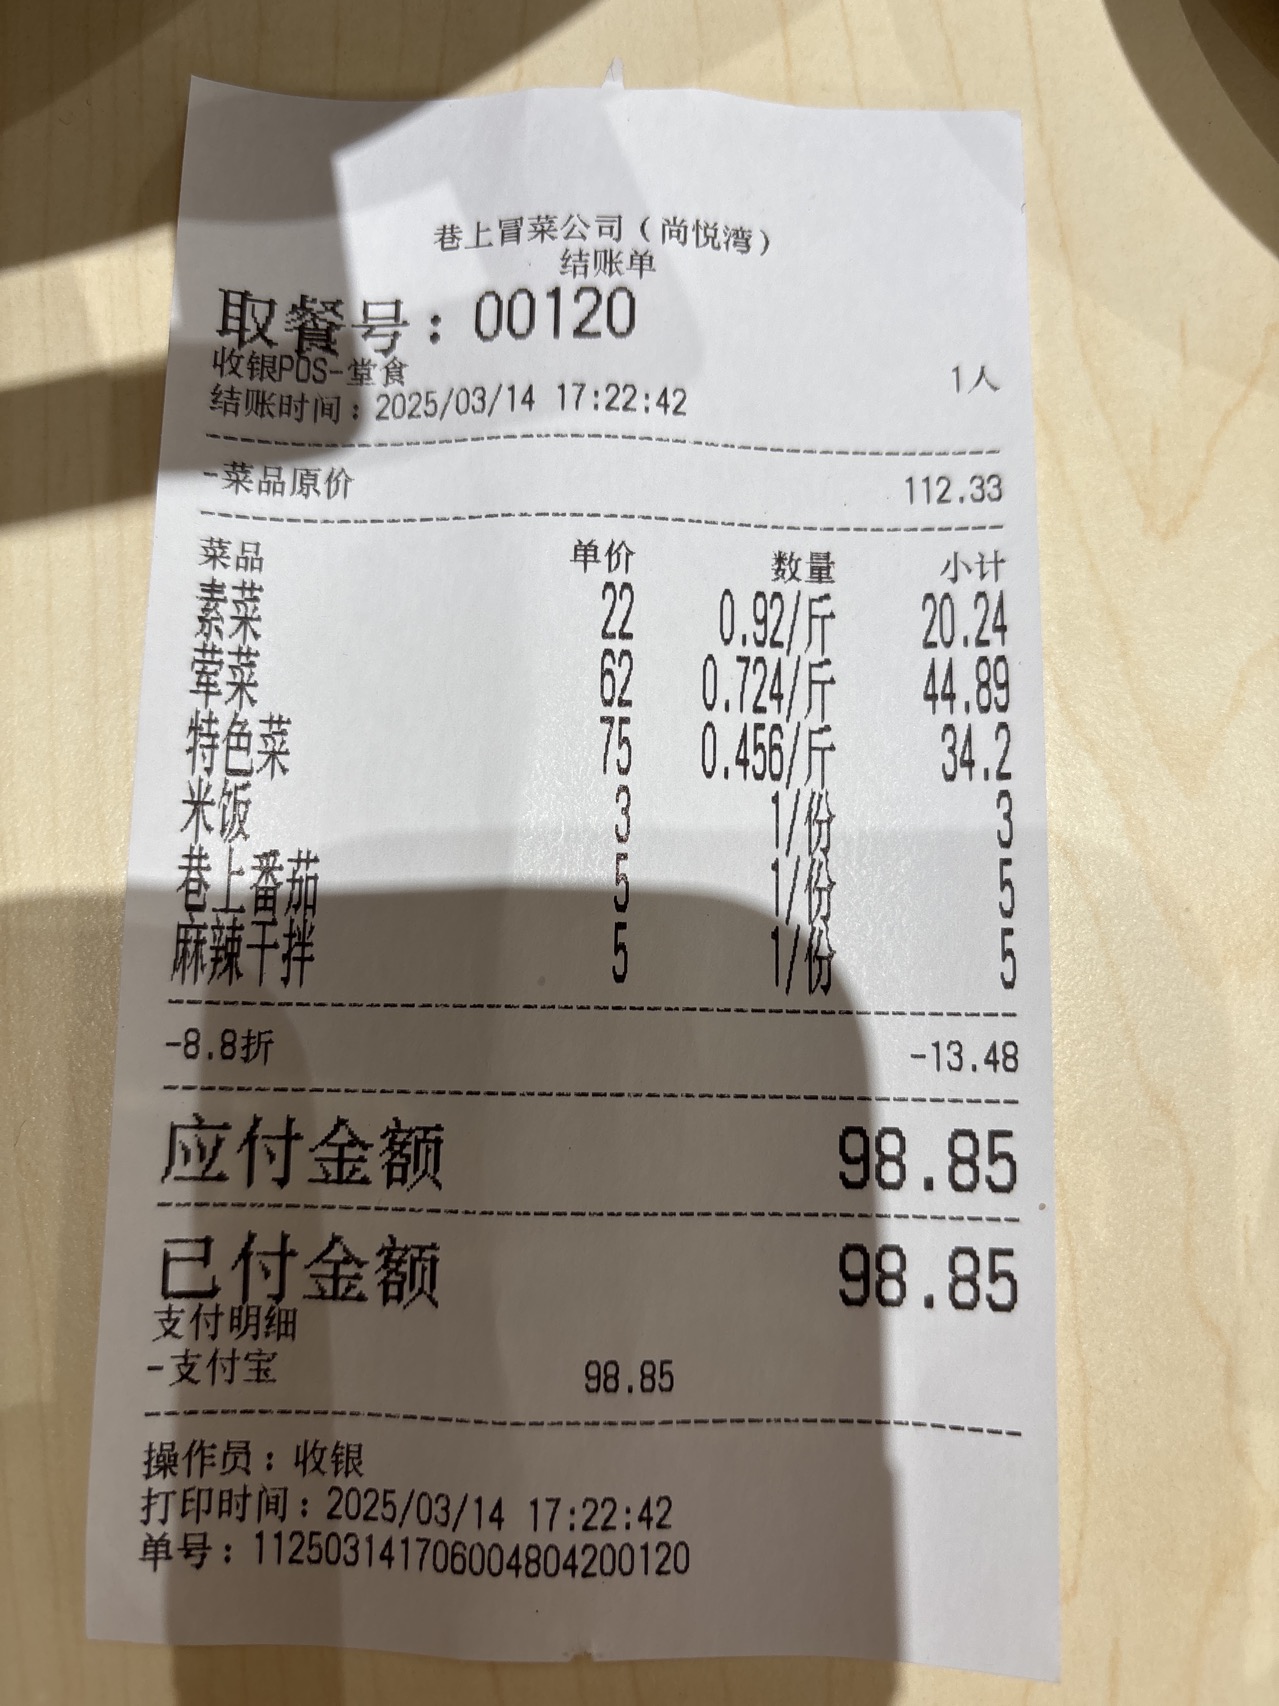 巷上冒菜公司（尚悦湾）
结账单
取餐号：00120
收银POS-堂食 1人
结账时间：2025/03/14 17:22:42
-菜品原价 112.33
菜品 单价 数量 小计
素菜 22 0.92/斤 20.24
荤菜 62 0.724/斤 44.89
特色菜 75 0.456/斤 34.2
米饭 3 1/份 3
巷上番茄 5 1/份 5
麻辣干拌 5 1/份 5
-8.8折 -13.48
应付金额 98.85
已付金额 98.85
支付明细
-支付宝 98.85
操作员：收银
打印时间：2025/03/14 17:22:42
单号：112503141706004804200120